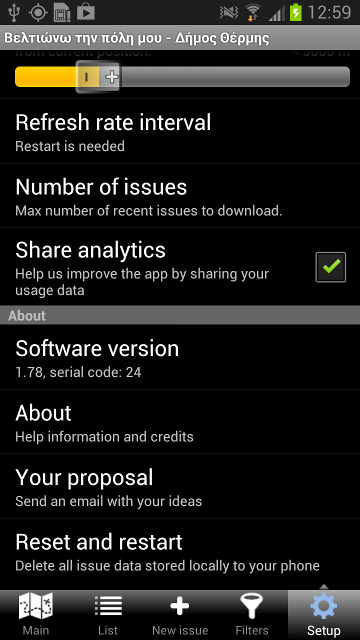 12:59
Βελτιώνω την πόλη μου - Δήμος Θέρμης
from current position.
Refresh rate interval
Restart is needed
Number of issues
Max number of recent issues to download.
Share analytics
Help us improve the app by sharing your
usage data
About
Software version
1.78, serial code: 24
About
Help information and credits
Your proposal
Send an email with your ideas
Reset and restart
Delete all issue data stored locally to your phone
Main
List
New issue
Filters
Setup